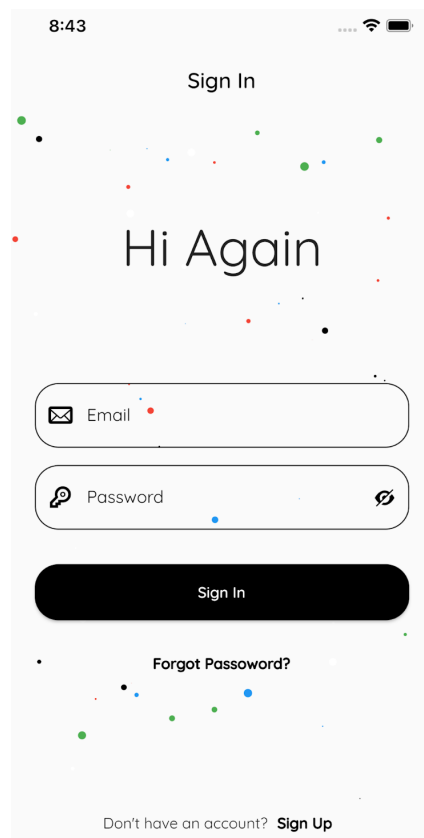 8:43
Sign In
Hi Again
Email
Password
Sign In
Forgot Passoword?
Don't have an account? Sign Up